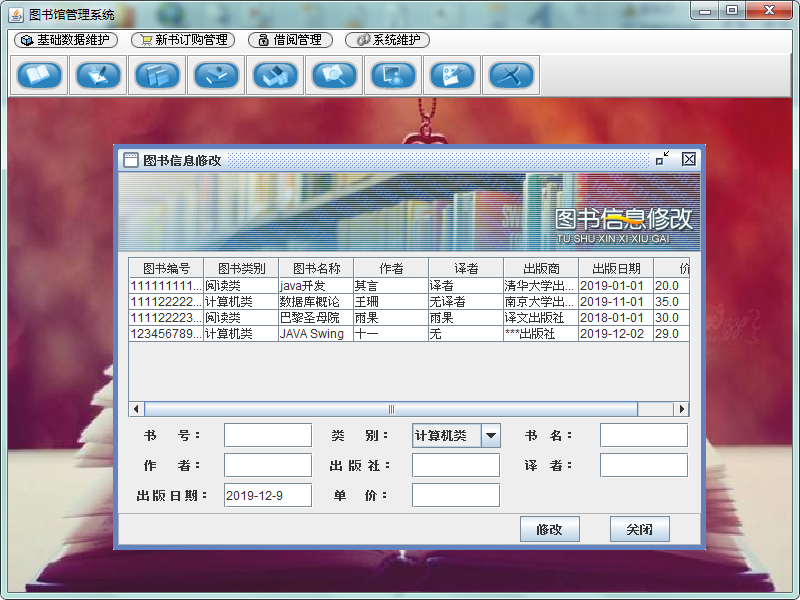 图书馆管理系统
基础数据维护 新书订购管理 借阅管理 系统维护
图书信息修改
图书信息修改
TU SHU XIN XI XIU GAI
图书编号 图书类别 图书名称 作者 译者 出版商 出版日期 价
111111111... 阅读类 java开发 其言 译者 清华大学出... 2019-01-01 20.0
111122222... 计算机类 数据库概论 王珊 无译者 南京大学出... 2019-11-01 35.0
111122223... 阅读类 巴黎圣母院 雨果 雨果 译文出版社 2018-01-01 30.0
123456789... 计算机类 JAVA Swing 十一 无 ***出版社 2019-12-02 29.0
书 号： 类 别： 计算机类 书 名：
作 者： 出 版 社： 译 者：
出 版 日 期： 2019-12-9 单 价：
修改 关闭